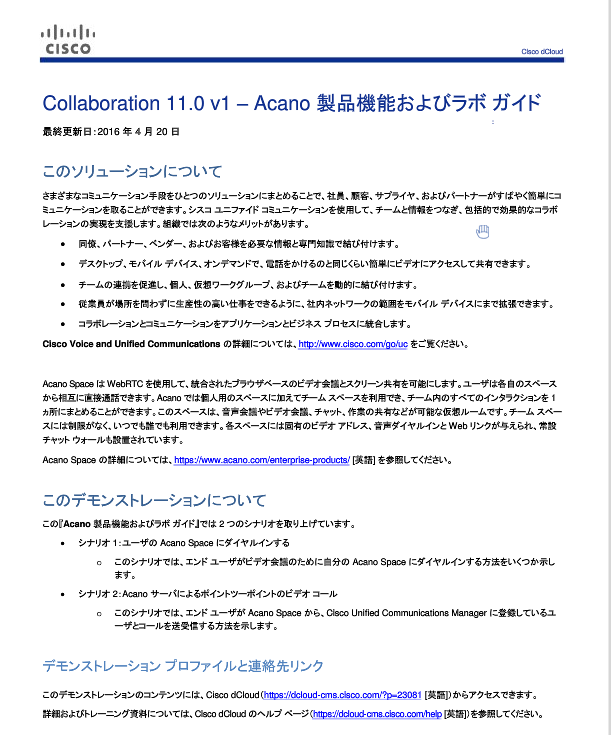 CISCO
Cisco dCloud
Collaboration 11.0 v1 – Acano 製品機能およびラボ ガイド
最終更新日：2016 年 4 月 20 日
このソリューションについて
さまざまなコミュニケーション手段をひとつのソリューションにまとめることで、社員、顧客、サプライヤ、およびパートナーがすばやく簡単にコ
ミュニケーションを取ることができます。シスコ ユニファイド コミュニケーションを使用して、チームと情報をつなぎ、包括的で効果的なコラボ
レーションの実現を支援します。組織では次のようなメリットがあります。
• 同僚、パートナー、ベンダー、およびお客様を必要な情報と専門知識で結び付けます。
• デスクトップ、モバイル デバイス、オンデマンドで、電話をかけるのと同じくらい簡単にビデオにアクセスして共有できます。
• チームの連携を促進し、個人、仮想ワークグループ、およびチームを動的に結び付けます。
• 従業員が場所を問わずに生産性の高い仕事をできるように、社内ネットワークの範囲をモバイル デバイスにまで拡張できます。
• コラボレーションとコミュニケーションをアプリケーションとビジネス プロセスに統合します。
Cisco Voice and Unified Communications の詳細については、http://www.cisco.com/go/uc をご覧ください。
Acano Space は WebRTC を使用して、統合されたブラウザベースのビデオ会議とスクリーン共有を可能にします。ユーザは各自のスペース
から相互に直接通話できます。Acano では個人用のスペースに加えてチーム スペースを利用でき、チーム内のすべてのインタラクションを 1
ヵ所にまとめることができます。このスペースは、音声会議やビデオ会議、チャット、作業の共有などが可能な仮想ルームです。チーム スペー
スには制限がなく、いつでも誰でも利用できます。各スペースには固有のビデオ アドレス、音声ダイヤルインと Web リンクが与えられ、常設
チャット ウォールも設置されています。
Acano Space の詳細については、https://www.acano.com/enterprise-products/ [英語] を参照してください。
このデモンストレーションについて
この『Acano 製品機能およびラボ ガイド』では 2 つのシナリオを取り上げています。
• シナリオ 1：ユーザの Acano Space にダイヤルインする
o このシナリオでは、エンド ユーザがビデオ会議のために自分の Acano Space にダイヤルインする方法をいくつか示し
ます。
• シナリオ 2：Acano サーバによるポイントツーポイントのビデオ コール
o このシナリオでは、エンド ユーザが Acano Space から、Cisco Unified Communications Manager に登録しているユ
ーザとコールを送受信する方法を示します。
デモンストレーション プロファイルと連絡先リンク
このデモンストレーションのコンテンツには、Cisco dCloud（https://dcloud-cms.cisco.com/?p=23081 [英語]）からアクセスできます。
詳細およびトレーニング資料については、Cisco dCloud のヘルプ ページ（https://dcloud-cms.cisco.com/help [英語]）を参照してください。